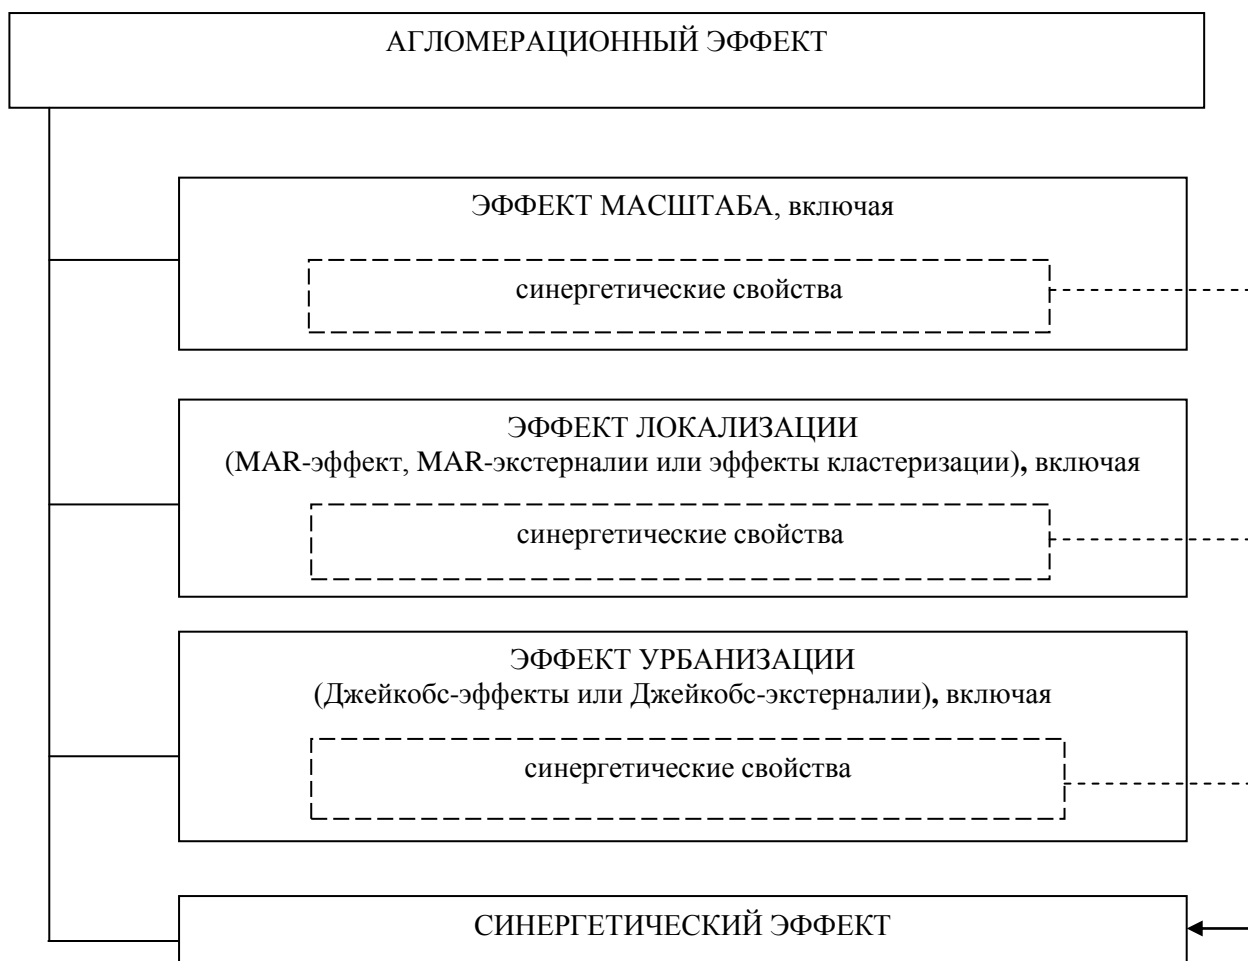 АГЛОМЕРАЦИОННЫЙ ЭФФЕКТ
ЭФФЕКТ МАСШТАБА, включая
синергетические свойства
ЭФФЕКТ ЛОКАЛИЗАЦИИ
(MAR-эффект, MAR-экстерналии или эффекты кластеризации), включая
синергетические свойства
ЭФФЕКТ УРБАНИЗАЦИИ
(Джейкобс-эффекты или Джейкобс-экстерналии), включая
синергетические свойства
СИНЕРГЕТИЧЕСКИЙ ЭФФЕКТ